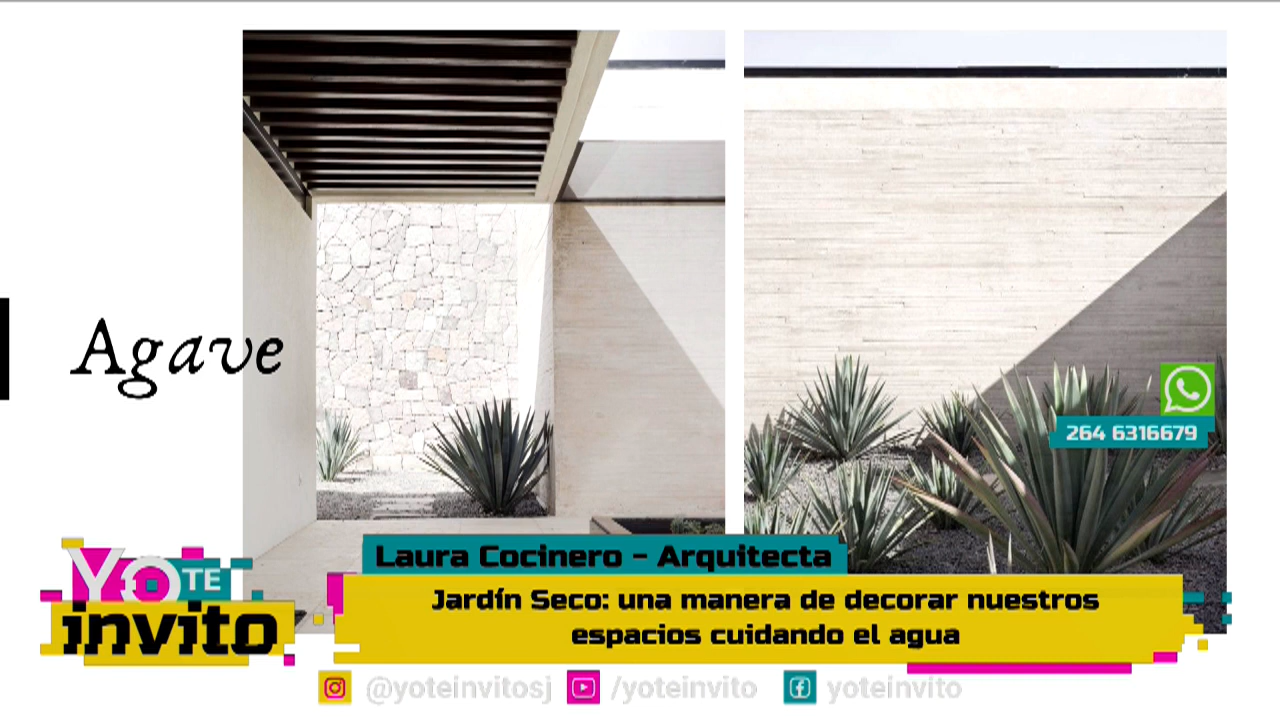 Agave
264 6316679
YO TE
invito
Laura Cocinero - Arquitecta
Jardín Seco: una manera de decorar nuestros
espacios cuidando el agua
@yoteinvitosj
/yoteinvito
yoteinvito